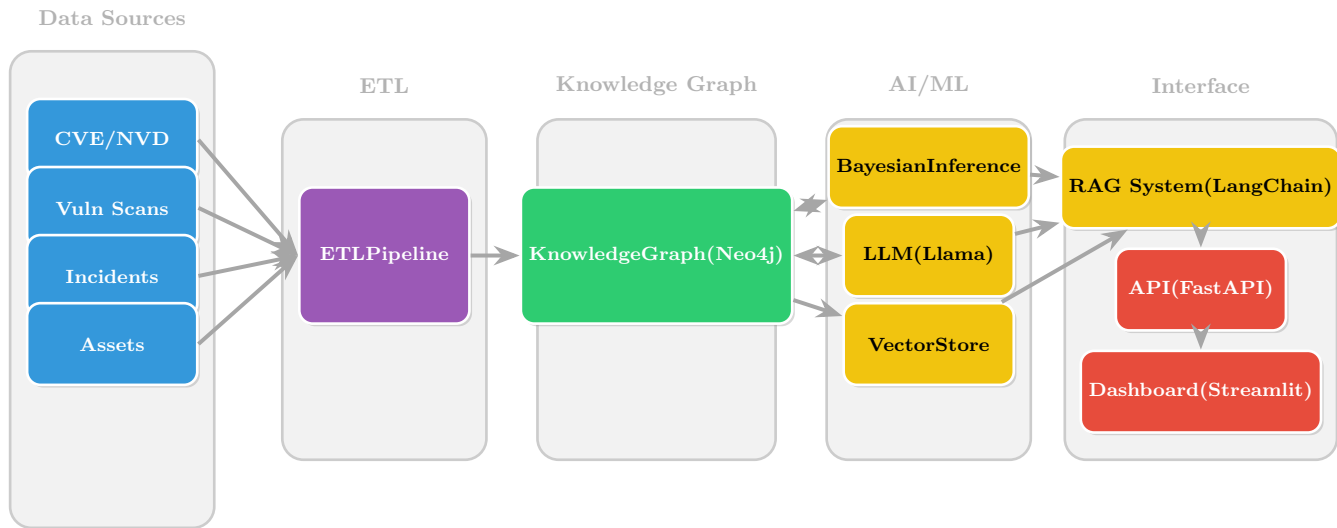 Data Sources
ETL
Knowledge Graph
AI/ML
Interface
CVE/NVD
Vuln Scans
Incidents
Assets
ETLPipeline
KnowledgeGraph(Neo4j)
BayesianInference
LLM(Llama)
VectorStore
RAG System(LangChain)
API(FastAPI)
Dashboard(Streamlit)